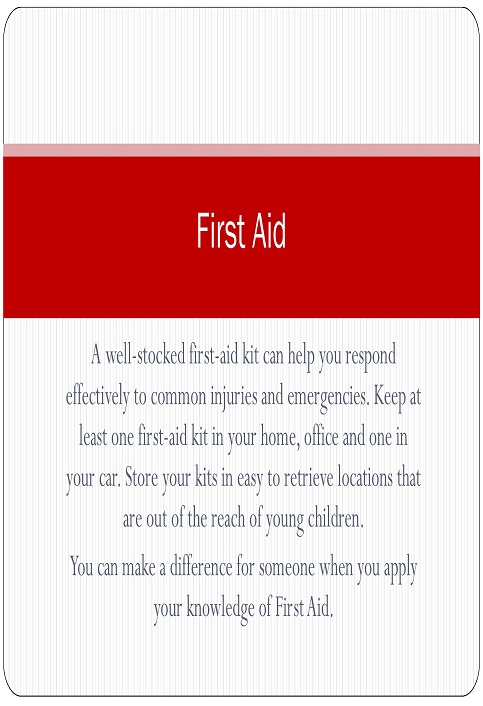 First Aid
A well-stocked first-aid kit can help you respond
effectively to common injuries and emergencies. Keep at
least one first-aid kit in your home, office and one in
your car. Store your kits in easy to retrieve locations that
are out of the reach of young children.
You can make a difference for someone when you apply
your knowledge of First Aid.